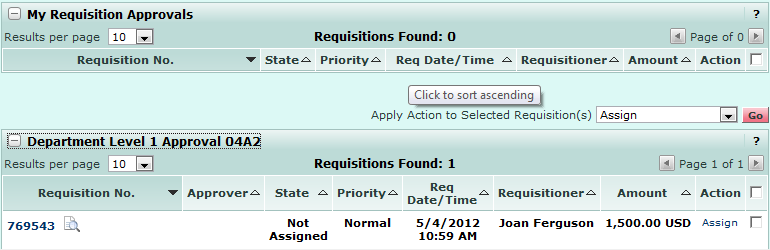 My Requisition Approvals ?
Results per page 10 Requisitions Found: 0 Page of 0
Requisition No. State Priority Req Date/Time Requisitioner Amount Action
Click to sort ascending
Apply Action to Selected Requisition(s) Assign Go
Department Level 1 Approval 04A2 ?
Results per page 10 Requisitions Found: 1 Page 1 of 1
Requisition No. Approver State Priority Req Date/Time Requisitioner Amount Action
769543 Not Assigned Normal 5/4/2012 10:59 AM Joan Ferguson 1,500.00 USD Assign